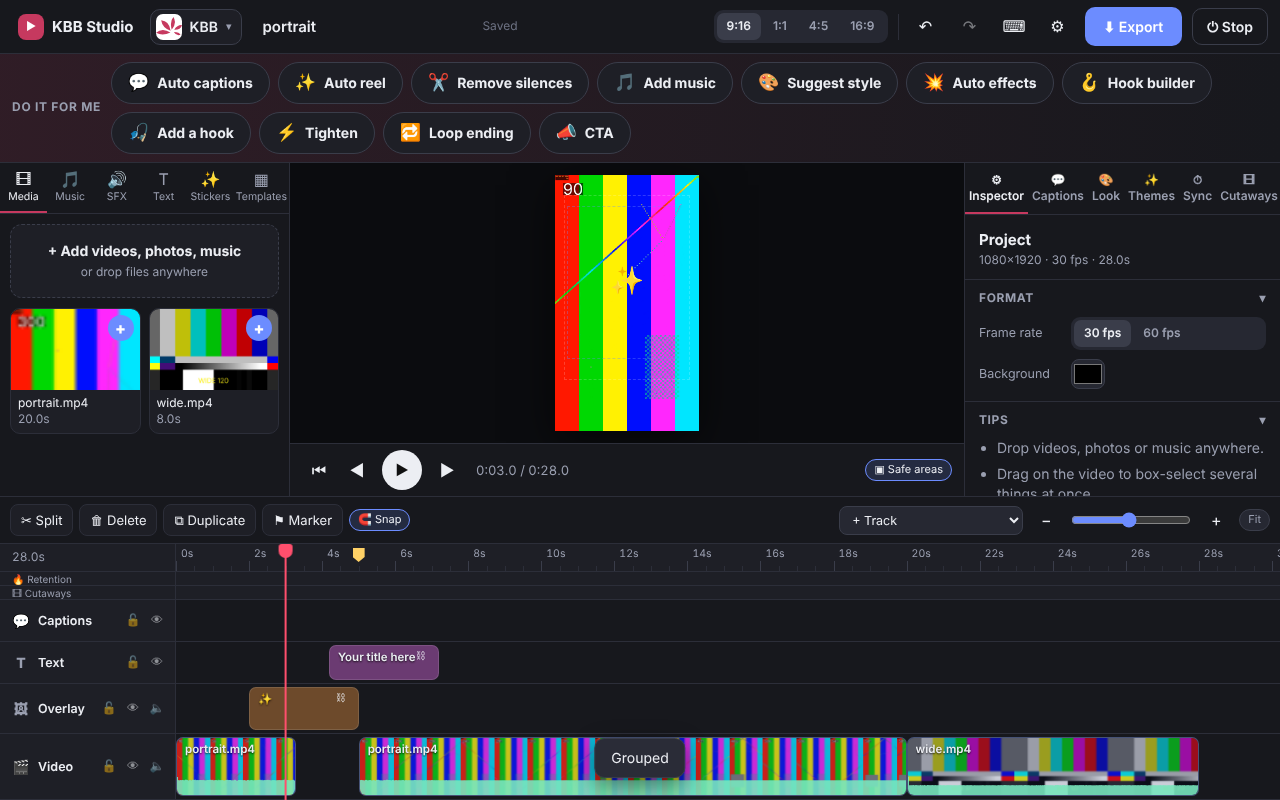 KBB Studio
KBB
portrait
Saved
9:16 1:1 4:5 16:9
Export
Stop
DO IT FOR ME
Auto captions
Auto reel
Remove silences
Add music
Suggest style
Auto effects
Hook builder
Add a hook
Tighten
Loop ending
CTA
Media Music SFX Text Stickers Templates
+ Add videos, photos, music
or drop files anywhere
portrait.mp4
20.0s
WIDE 120
wide.mp4
8.0s
90
0:03.0 / 0:28.0
Safe areas
Inspector Captions Look Themes Sync Cutaways
Project
1080×1920 · 30 fps · 28.0s
FORMAT
Frame rate 30 fps 60 fps
Background
TIPS
Drop videos, photos or music anywhere.
Drag on the video to box-select several
things at once
Split Delete Duplicate Marker Snap
+ Track
Fit
28.0s
0s 2s 4s 6s 8s 10s 12s 14s 16s 18s 20s 22s 24s 26s 28s
Retention
Cutaways
Captions
Text
Your title here
Overlay
Video
portrait.mp4
portrait.mp4
wide.mp4
Grouped